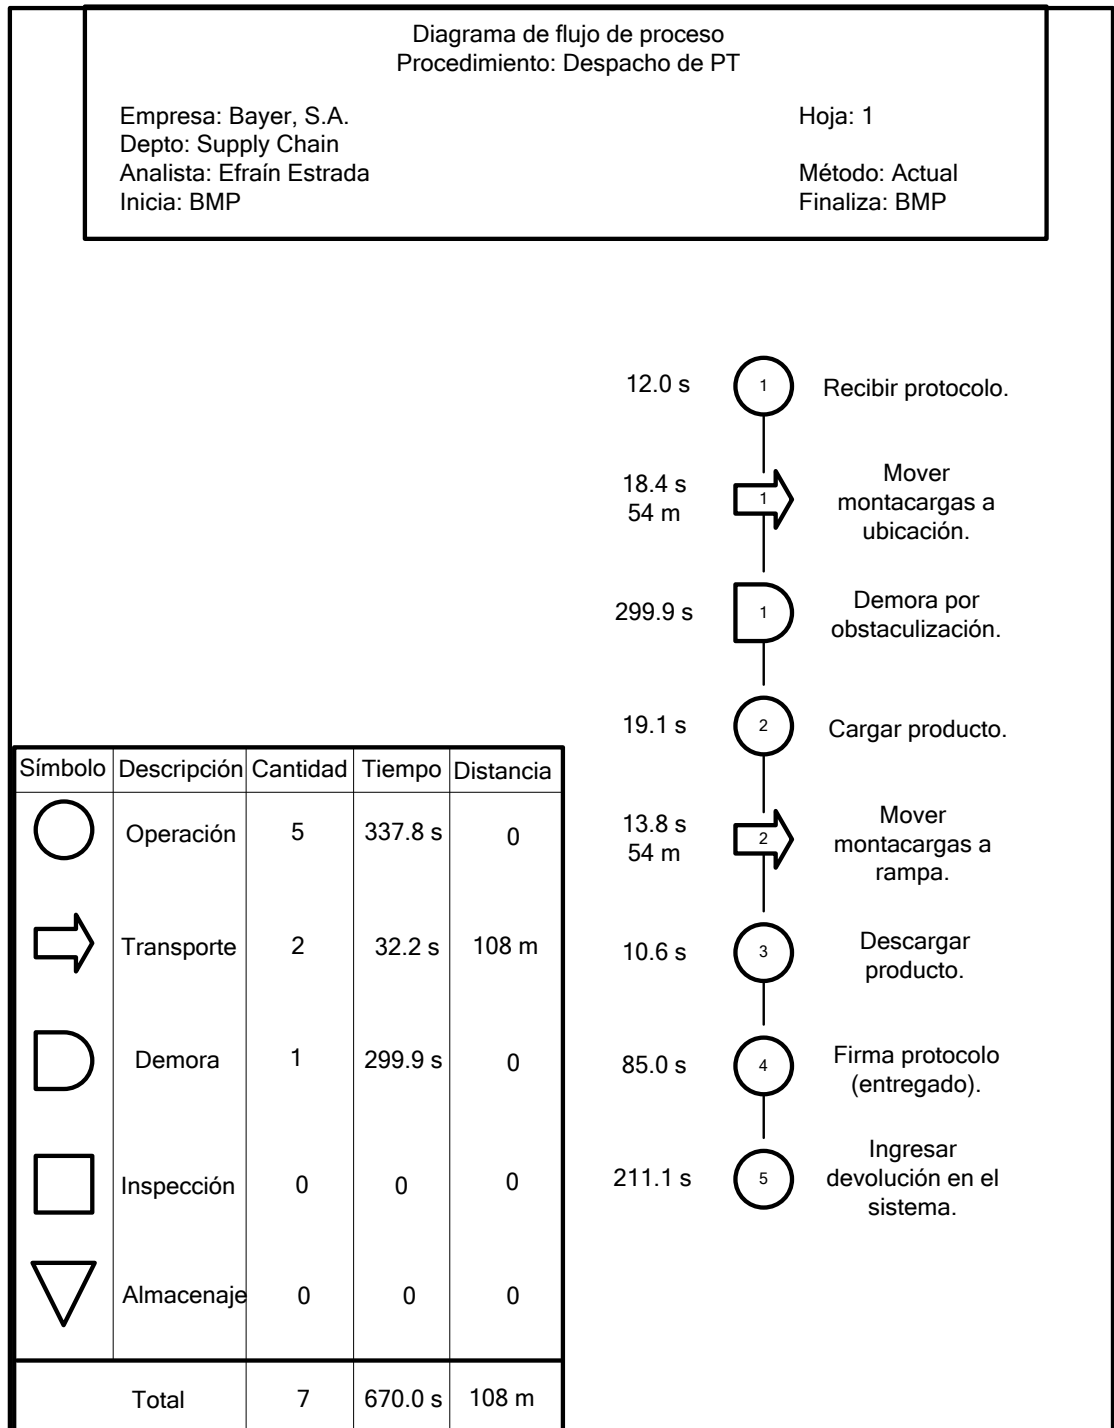 Diagrama de flujo de proceso
Procedimiento: Despacho de PT
Empresa: Bayer, S.A.
Hoja: 1
Depto: Supply Chain
Analista: Efraín Estrada
Método: Actual
Inicia: BMP
Finaliza: BMP
12.0 s
1
Recibir protocolo.
18.4 s
54 m
1
Mover
montacargas a
ubicación.
299.9 s
1
Demora por
obstaculización.
19.1 s
2
Cargar producto.
13.8 s
54 m
2
Mover
montacargas a
rampa.
10.6 s
3
Descargar
producto.
85.0 s
4
Firma protocolo
(entregado).
211.1 s
5
Ingresar
devolución en el
sistema.
Símbolo Descripción Cantidad Tiempo Distancia
Operación 5 337.8 s 0
Transporte 2 32.2 s 108 m
Demora 1 299.9 s 0
Inspección 0 0 0
Almacenaje 0 0 0
Total 7 670.0 s 108 m